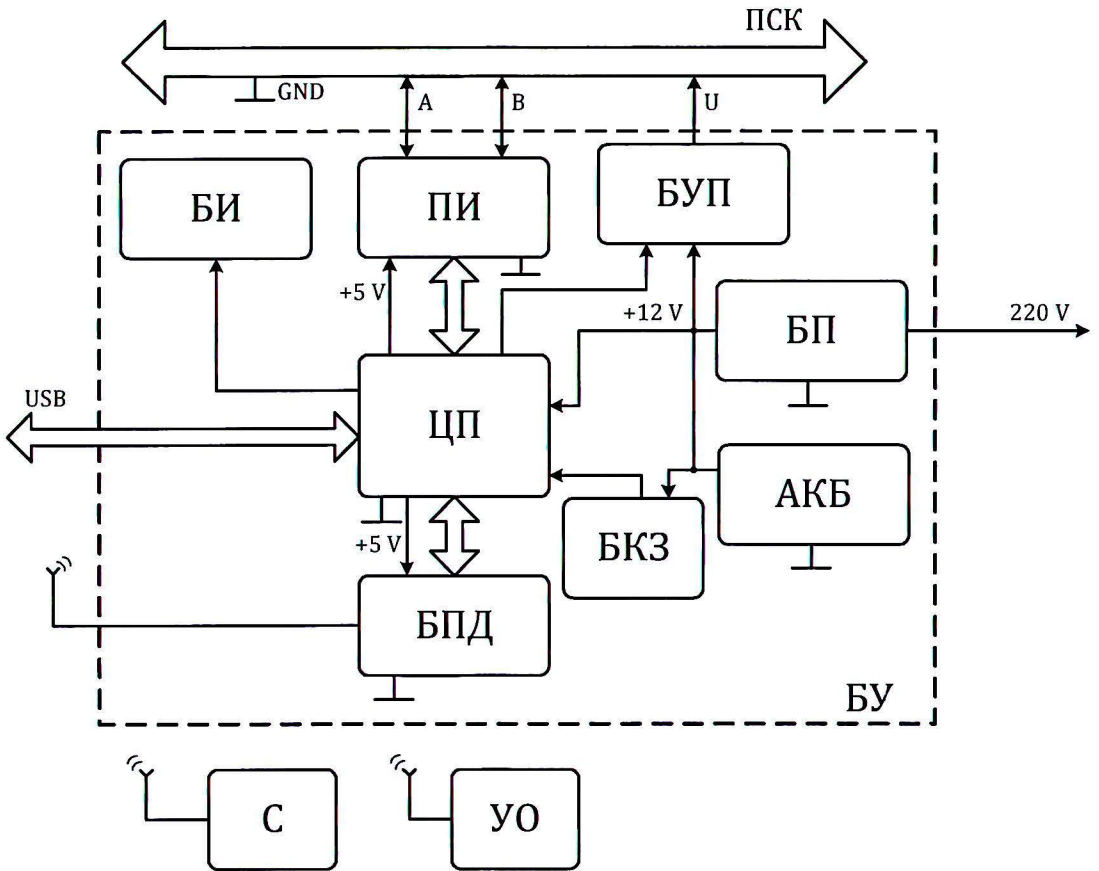 ПСК
GND
A
B
U
БИ
ПИ
БУП
+5 V
+12 V
БП
220 V
USB
ЦП
АКБ
+5 V
БКЗ
БПД
БУ
С
УО